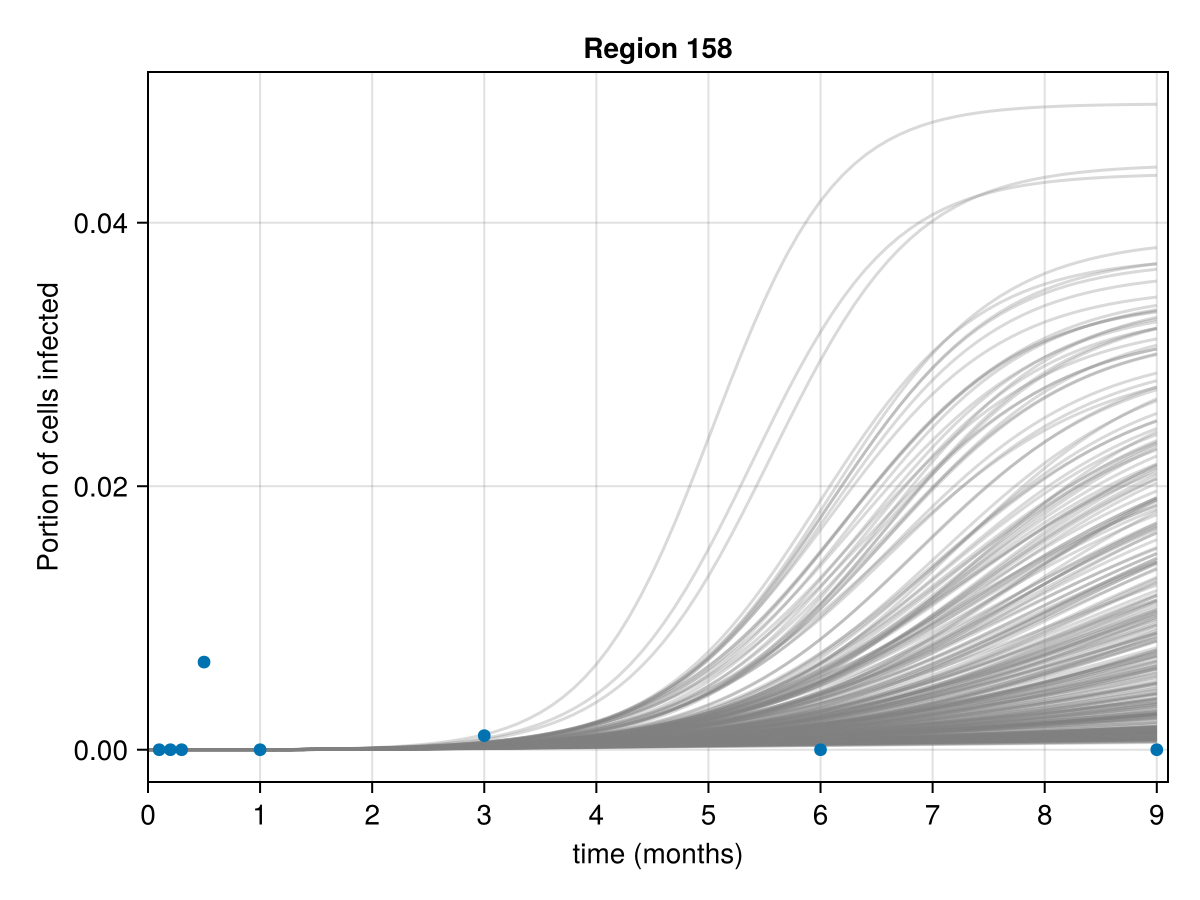 Region 158
Portion of cells infected
0.04
0.02
0.00
0 1 2 3 4 5 6 7 8 9
time (months)